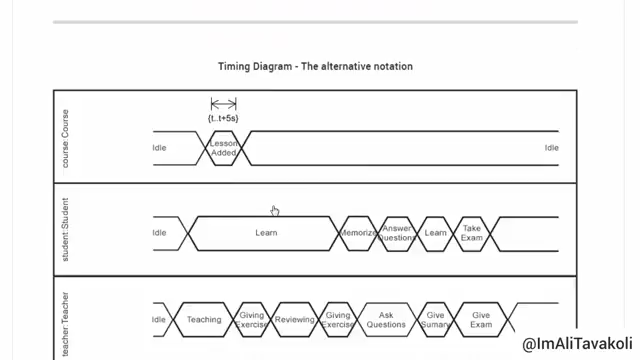 Timing Diagram - The alternative notation
course:Course
{t..t+5s}
Idle
Lesson
Added
Idle
student:Student
Idle
Learn
Memorize
Answer
Questions
Learn
Take
Exam
teacher:Teacher
Idle
Teaching
Giving
Exercise
Reviewing
Giving
Exercise
Ask
Questions
Give
Sumary
Give
Exam
@ImAliTavakoli